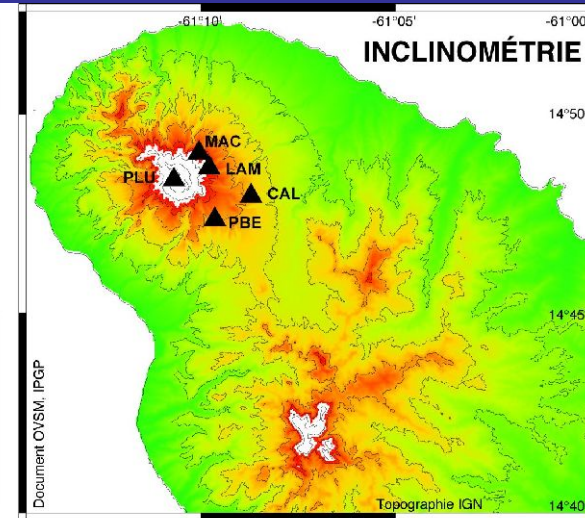 -61°10' -61°05' -61°00
INCLINOMÉTRIE
14°50
MAC
LAM
PLU
CAL
PBE
14°45
Document OVSM, IPGP
Topographie IGN
14°40